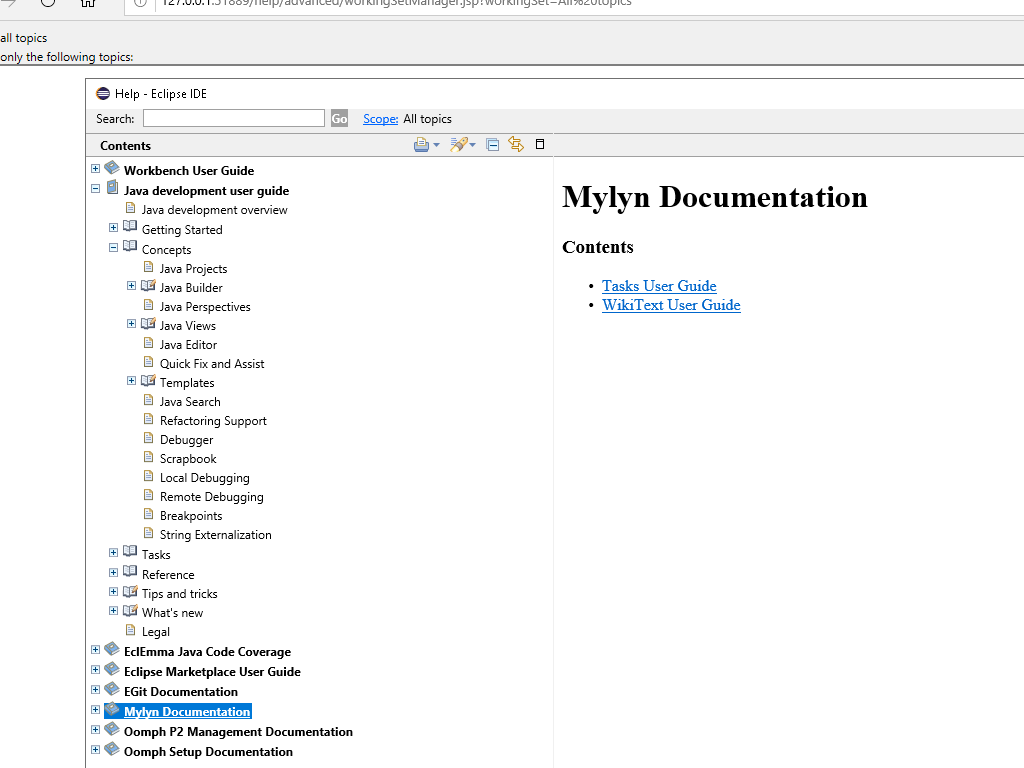 127.0.0.1:51889/help/advanced/workingSetManager.jsp?workingSet=All%20topics
all topics
only the following topics:
Help - Eclipse IDE
Search: Go Scope: All topics
Contents
Workbench User Guide
Java development user guide
Java development overview
Getting Started
Concepts
Java Projects
Java Builder
Java Perspectives
Java Views
Java Editor
Quick Fix and Assist
Templates
Java Search
Refactoring Support
Debugger
Scrapbook
Local Debugging
Remote Debugging
Breakpoints
String Externalization
Tasks
Reference
Tips and tricks
What's new
Legal
EclEmma Java Code Coverage
Eclipse Marketplace User Guide
EGit Documentation
Mylyn Documentation
Oomph P2 Management Documentation
Oomph Setup Documentation
Mylyn Documentation
Contents
• Tasks User Guide
• WikiText User Guide